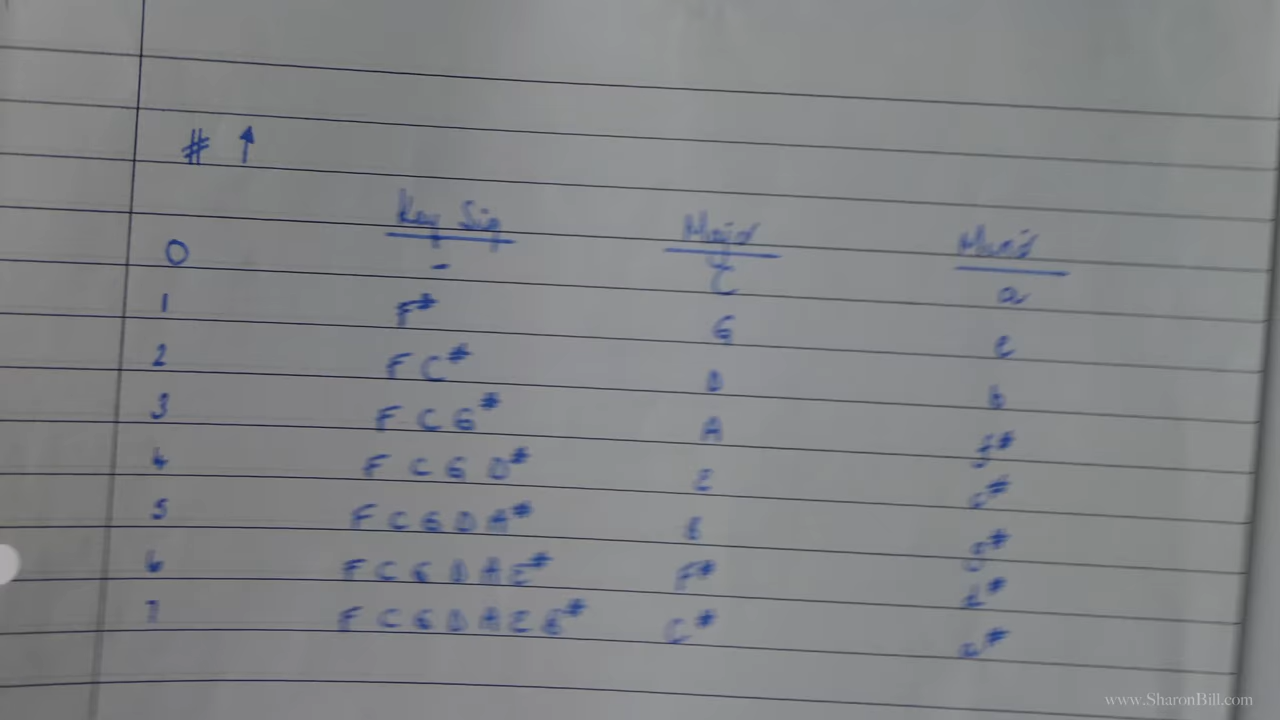 # ↑
Key Sig Major Minor
0 - C a
1 F# G e
2 F C# D b
3 F C G# A f#
4 F C G D# E c#
5 F C G D A# B g#
6 F C G D A E# F# d#
7 F C G D A E B# C# a#
www.SharonBill.com